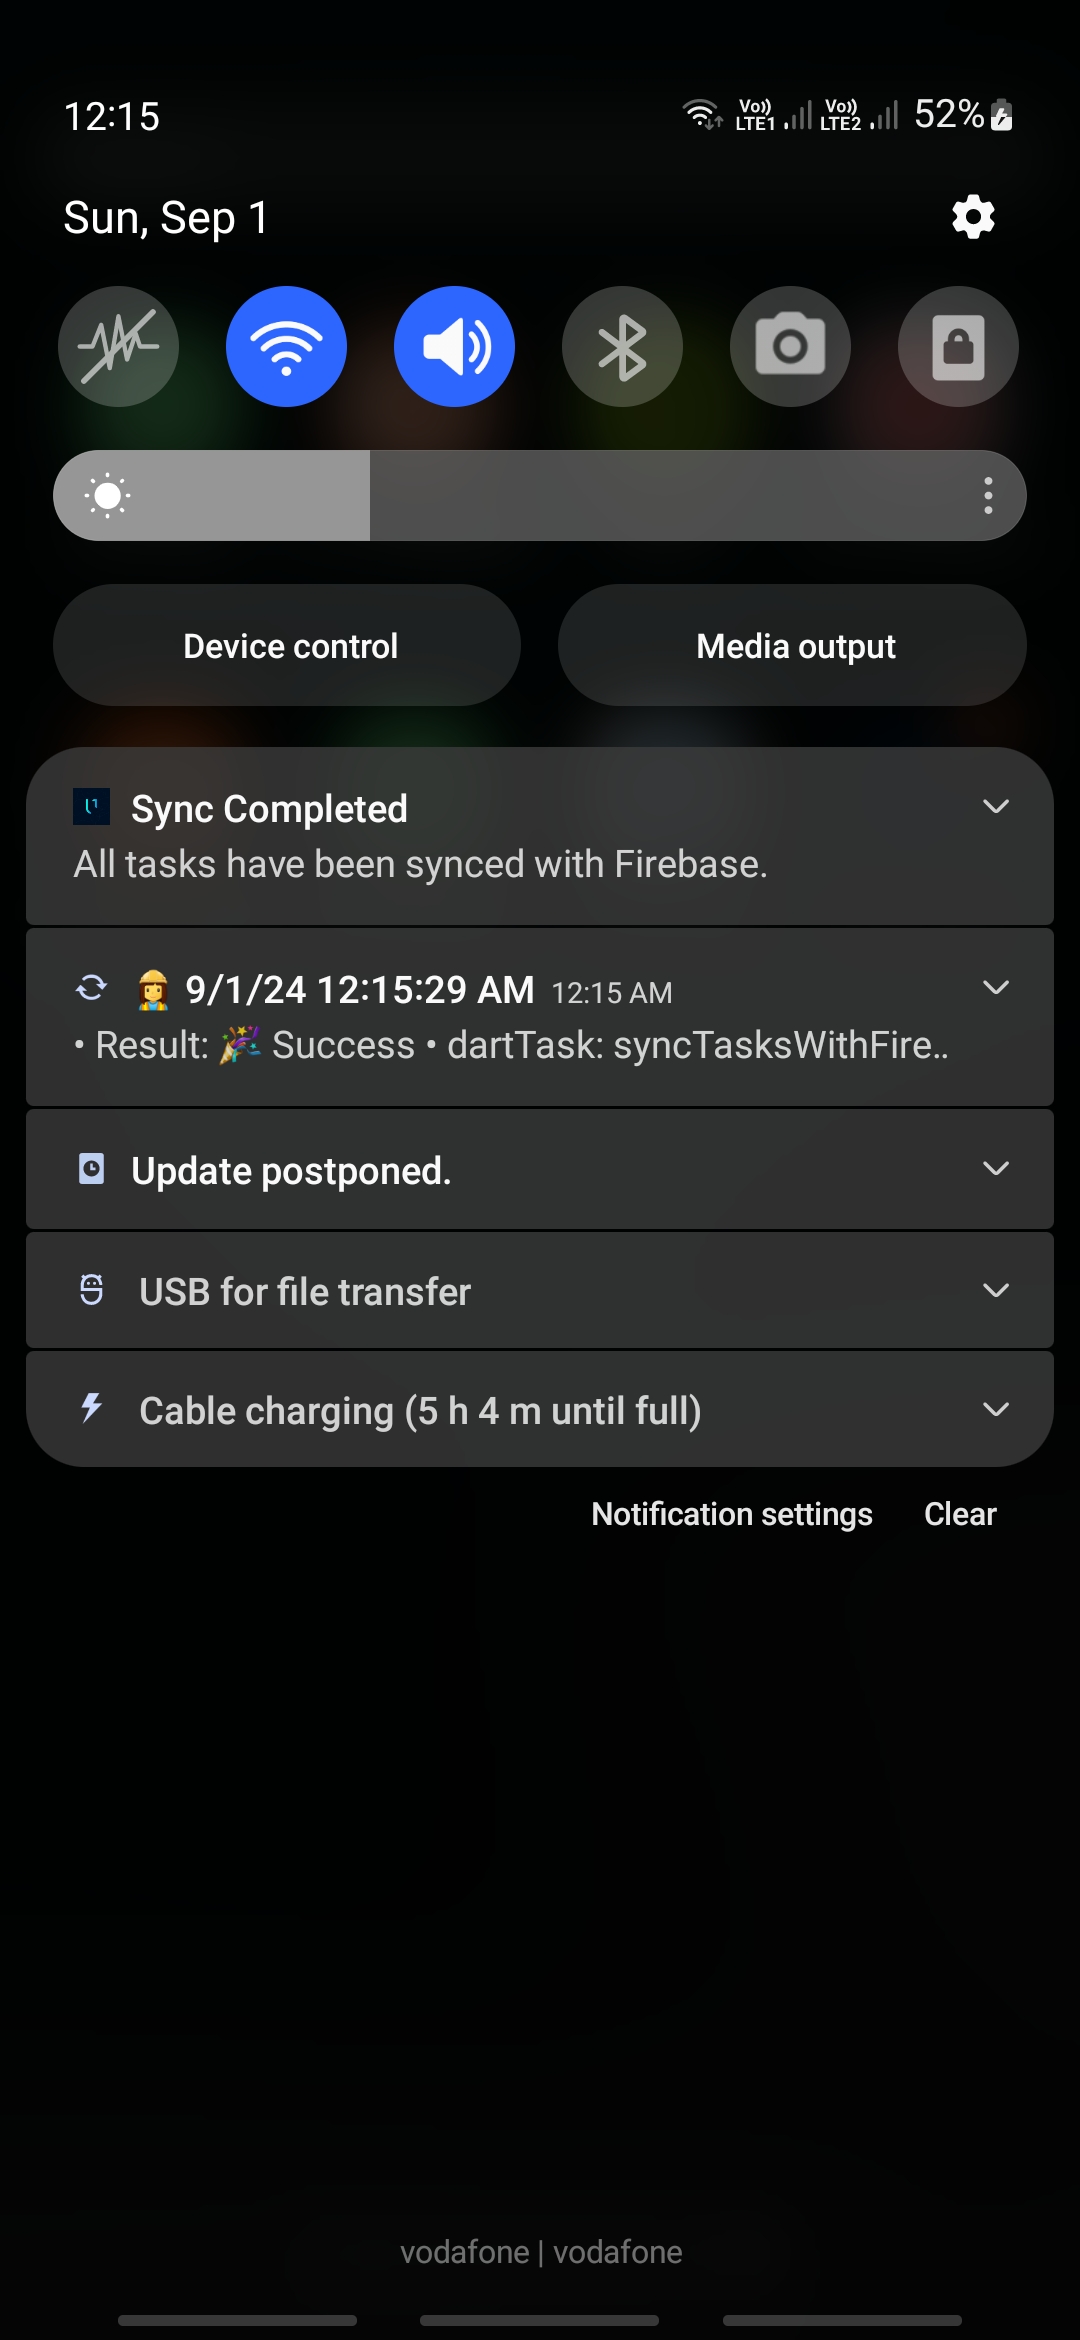 12:15 Vo)) LTE1 Vo)) LTE2 52%
Sun, Sep 1
Device control Media output
Sync Completed
All tasks have been synced with Firebase.
👷‍♀️ 9/1/24 12:15:29 AM 12:15 AM
• Result: 🎉 Success • dartTask: syncTasksWithFire..
Update postponed.
USB for file transfer
Cable charging (5 h 4 m until full)
Notification settings Clear
vodafone | vodafone